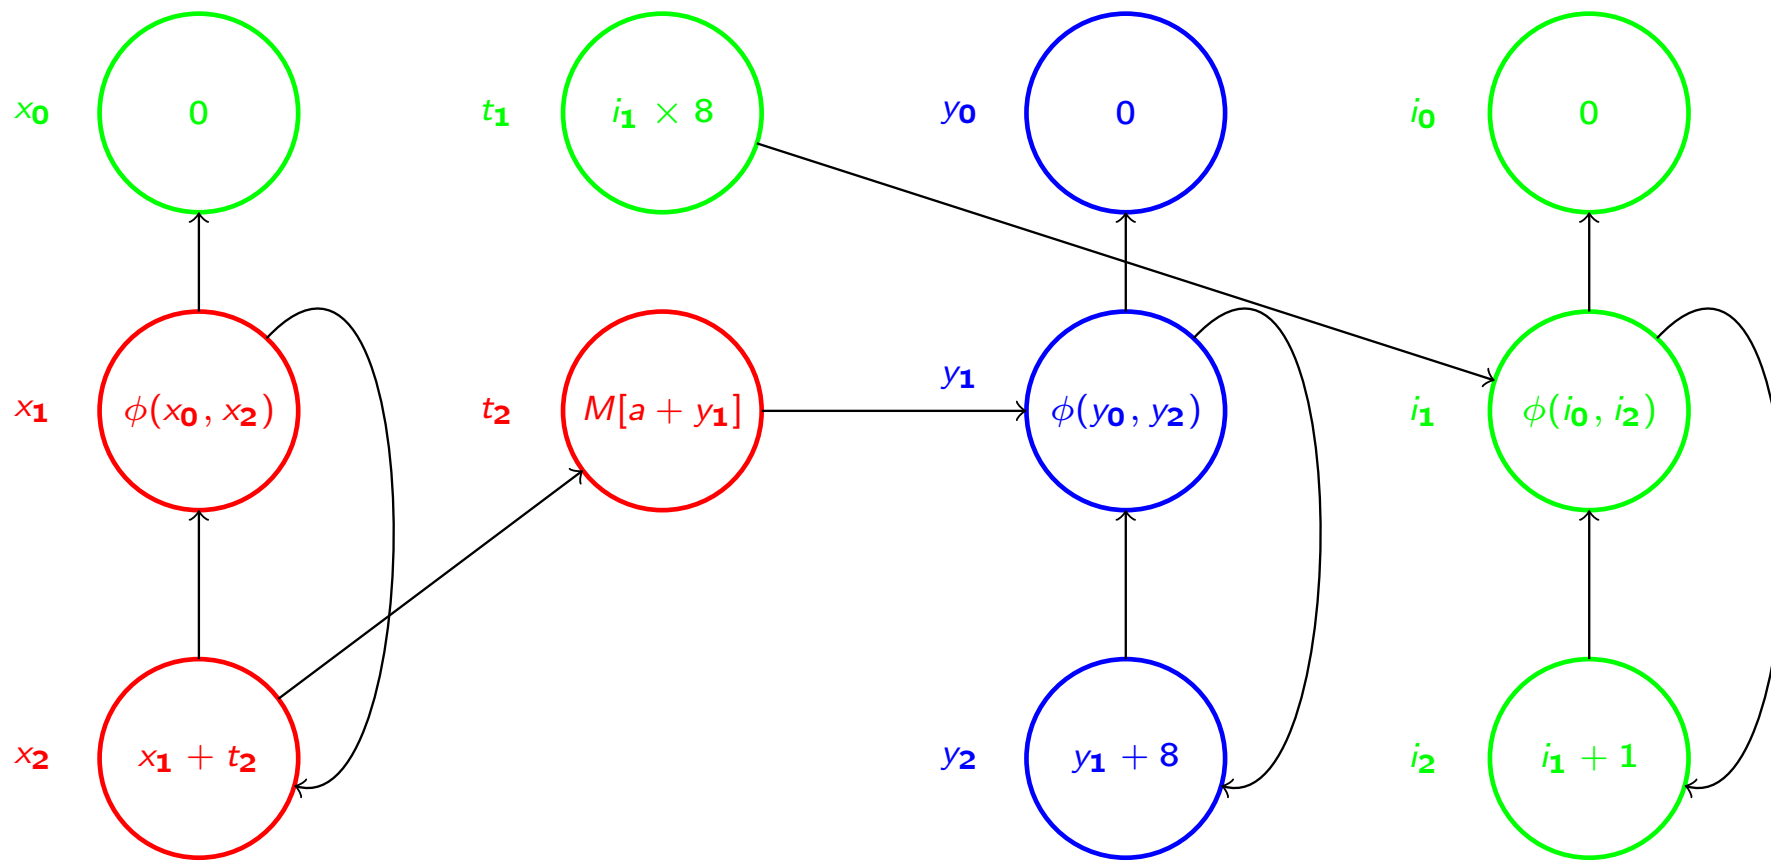 x₀ 0 t₁ i₁ × 8 y₀ 0 i₀ 0
x₁ ϕ(x₀, x₂) t₂ M[a + y₁] y₁ ϕ(y₀, y₂) i₁ ϕ(i₀, i₂)
x₂ x₁ + t₂ y₂ y₁ + 8 i₂ i₁ + 1